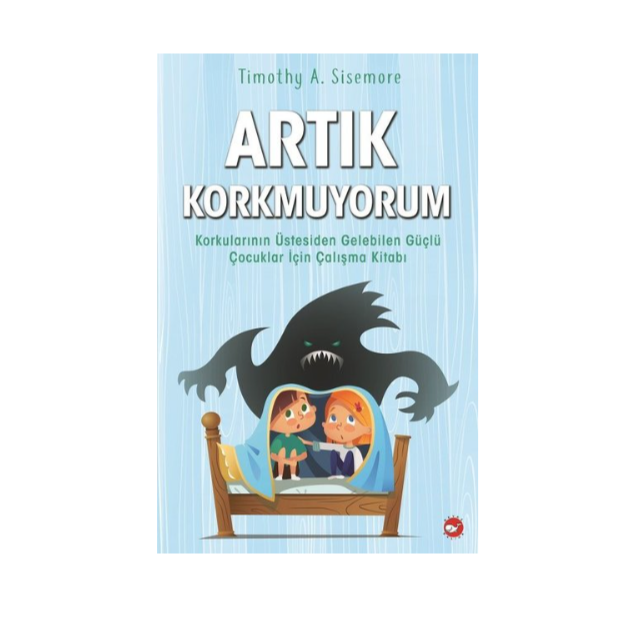 Timothy A. Sisemore
ARTIK
KORKMUYORUM
Korkularının Üstesiden Gelebilen Güçlü
Çocuklar İçin Çalışma Kitabı